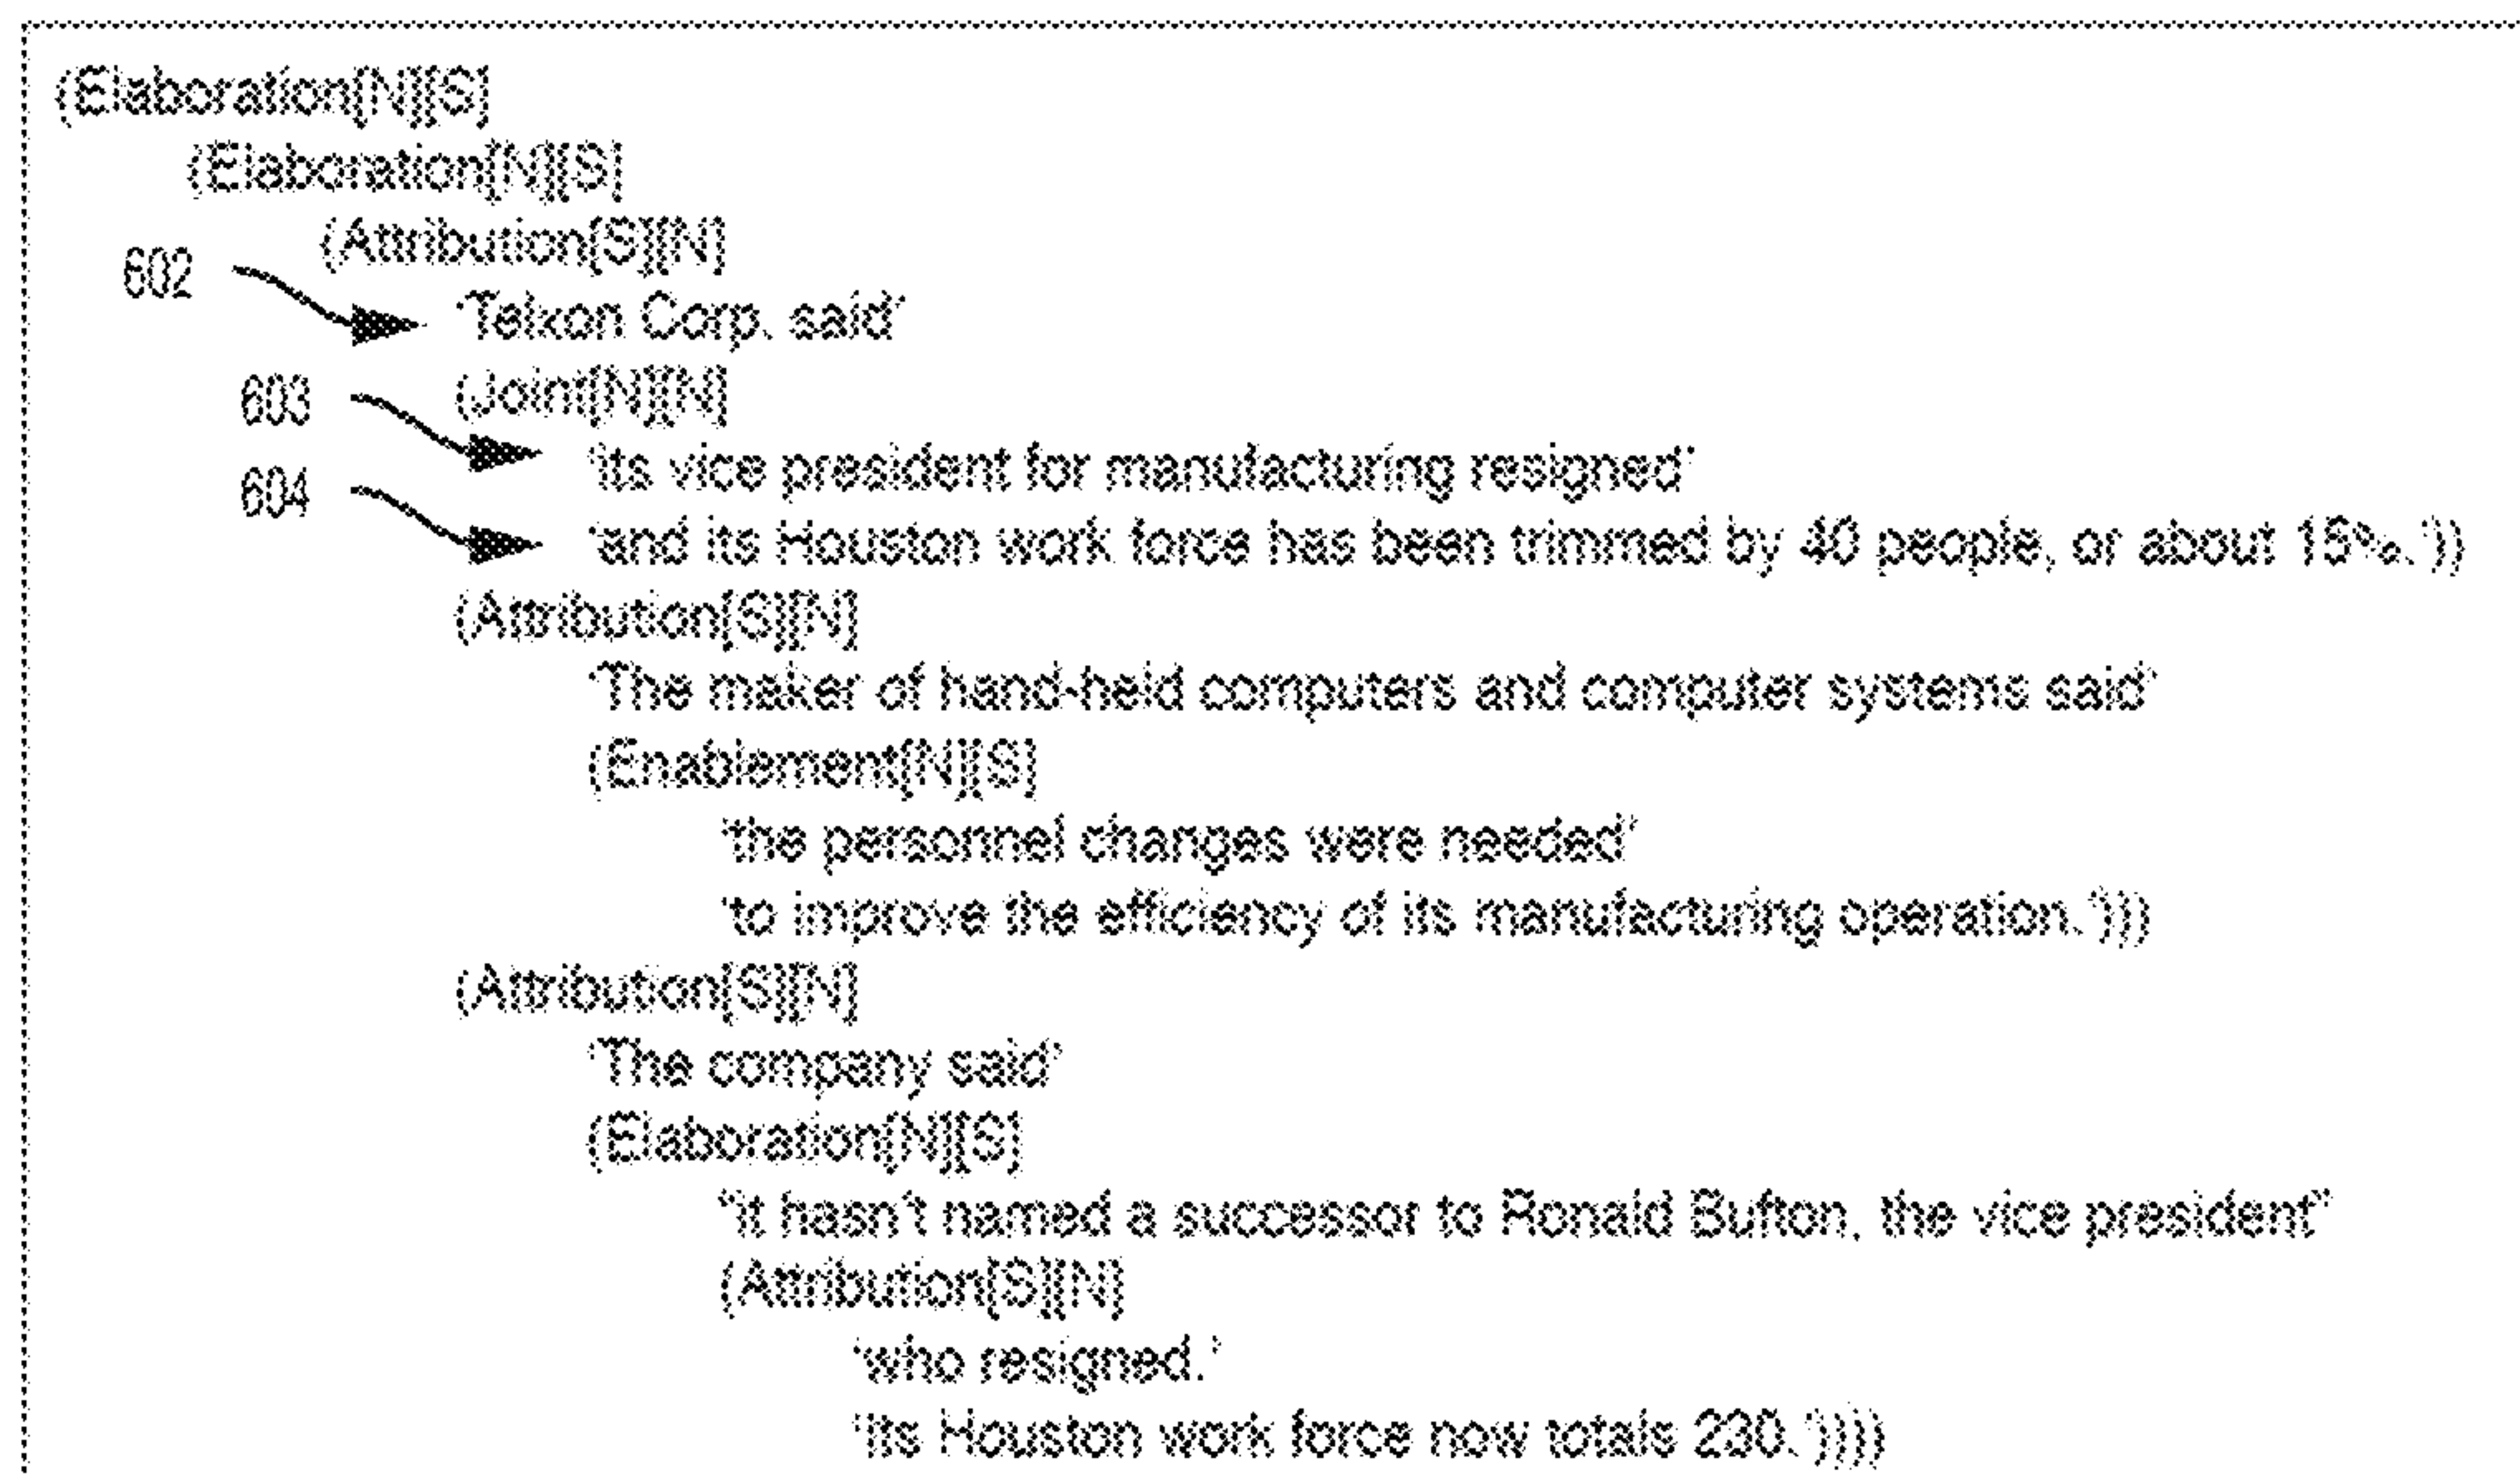 (Elaboration[N][S]
(Elaboration[N][S]
(Attribution[S][N]
602
'Telxon Corp. said'
(Joint[N][N]
603
'its vice president for manufacturing resigned'
604
'and its Houston work force has been trimmed by 40 people, or about 15%.'))
(Attribution[S][N]
'The maker of hand-held computers and computer systems said'
(Enablement[N][S]
'the personnel changes were needed'
'to improve the efficiency of its manufacturing operation.')))
(Attribution[S][N]
'The company said'
(Elaboration[N][S]
"it hasn't named a successor to Ronald Bufton, the vice president"
(Attribution[S][N]
'who resigned.'
'Its Houston work force now totals 230.'))))